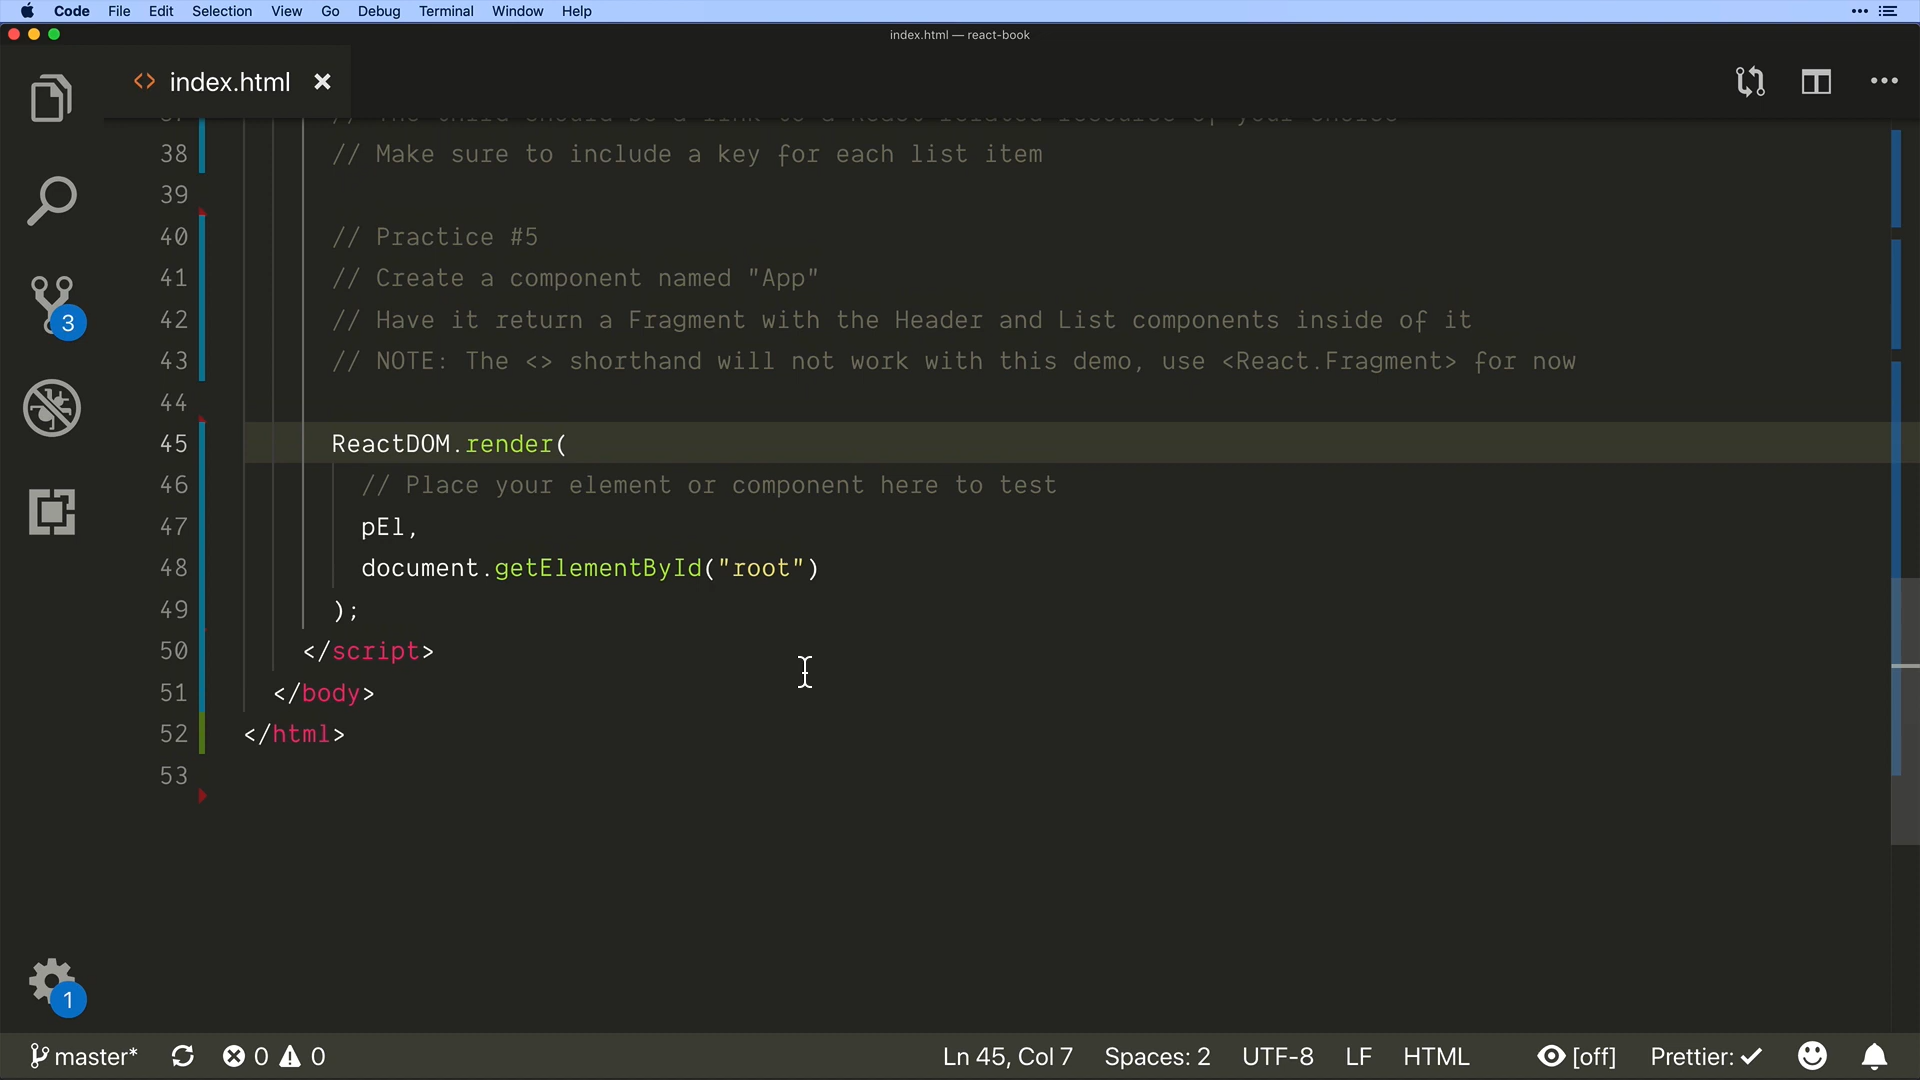 Code File Edit Selection View Go Debug Terminal Window Help
index.html — react-book
<> index.html
38 // Make sure to include a key for each list item
39
40 // Practice #5
41 // Create a component named "App"
42 // Have it return a Fragment with the Header and List components inside of it
43 // NOTE: The <> shorthand will not work with this demo, use <React.Fragment> for now
44
45 ReactDOM.render(
46 // Place your element or component here to test
47 pEl,
48 document.getElementById("root")
49 );
50 </script>
51 </body>
52 </html>
53
3
1
master* 0 0 Ln 45, Col 7 Spaces: 2 UTF-8 LF HTML [off] Prettier: ✓